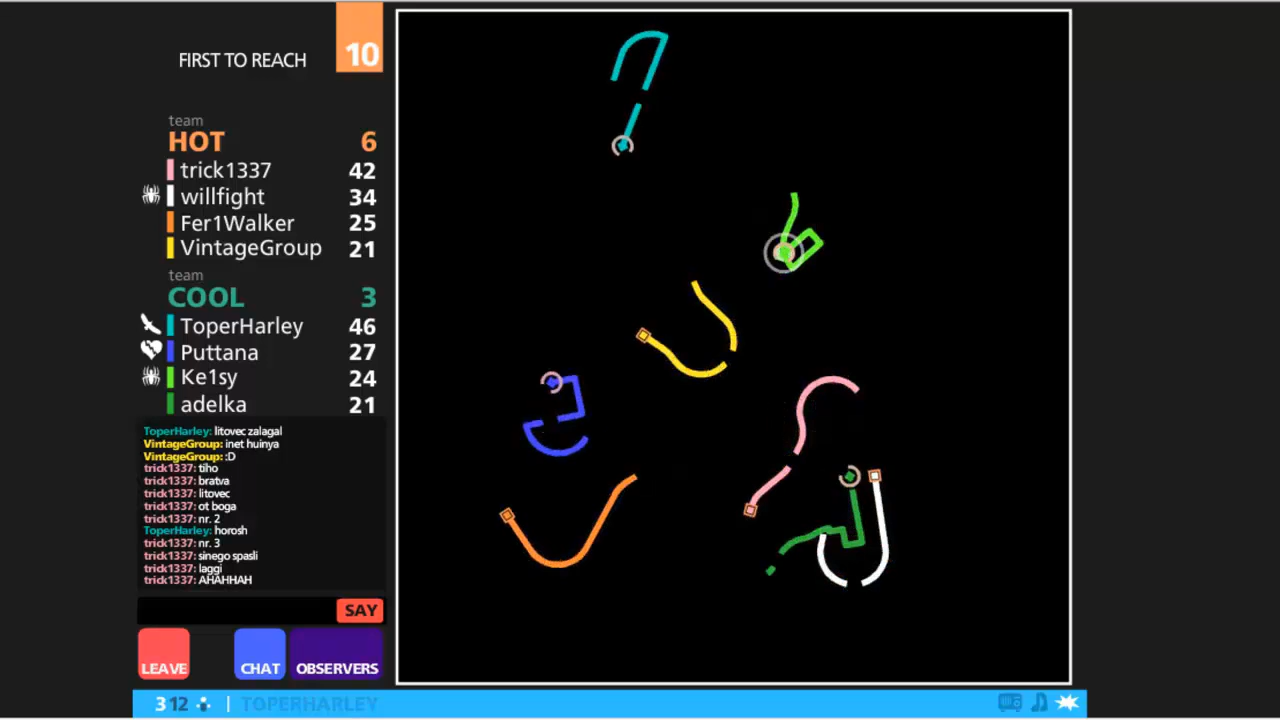 FIRST TO REACH
10
team
HOT 6
trick1337 42
willfight 34
Fer1Walker 25
VintageGroup 21
team
COOL 3
ToperHarley 46
Puttana 27
Ke1sy 24
adelka 21
ToperHarley: litovec zalagal
VintageGroup: inet huinya
VintageGroup: :D
trick1337: tiho
trick1337: bratva
trick1337: litovec
trick1337: ot boga
trick1337: nr. 2
ToperHarley: horosh
trick1337: nr. 3
trick1337: sinego spasli
trick1337: laggi
trick1337: AHAHHAH
SAY
LEAVE
CHAT
OBSERVERS
3 12 | TOPERHARLEY